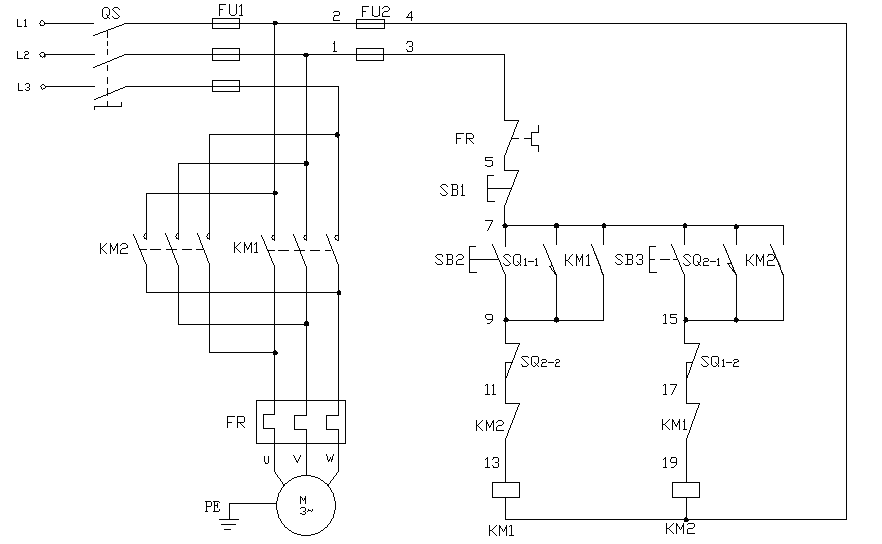 QS FU1 FU2
L1 2 4
L2 1 3
L3
FR
5
SB1
7
KM2 KM1 SB2 SQ1-1 KM1 SB3 SQ2-1 KM2
9 15
SQ2-2 SQ1-2
11 17
FR KM2 KM1
U V W 13 19
M
3~
PE
KM1 KM2